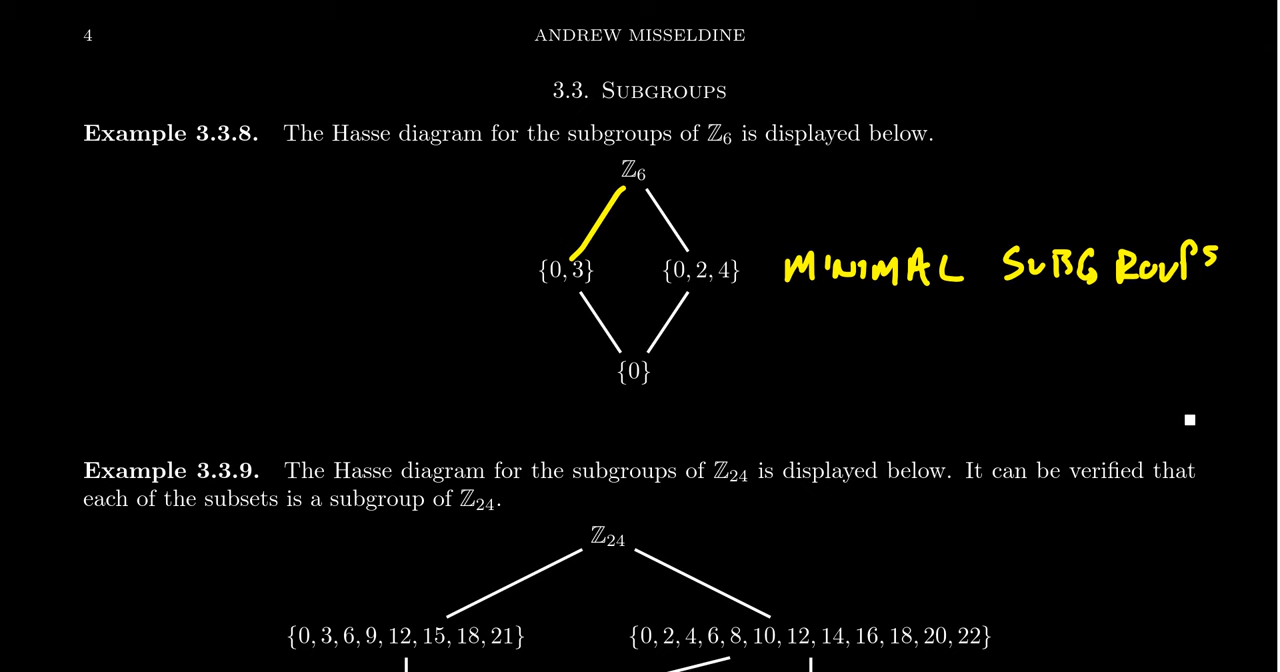 4 ANDREW MISSELDINE
3.3. SUBGROUPS
Example 3.3.8. The Hasse diagram for the subgroups of ℤ₆ is displayed below.
ℤ₆
{0, 3} {0, 2, 4} MINIMAL SUBGROUPS
{0}
Example 3.3.9. The Hasse diagram for the subgroups of ℤ₂₄ is displayed below. It can be verified that
each of the subsets is a subgroup of ℤ₂₄.
ℤ₂₄
{0, 3, 6, 9, 12, 15, 18, 21} {0, 2, 4, 6, 8, 10, 12, 14, 16, 18, 20, 22}